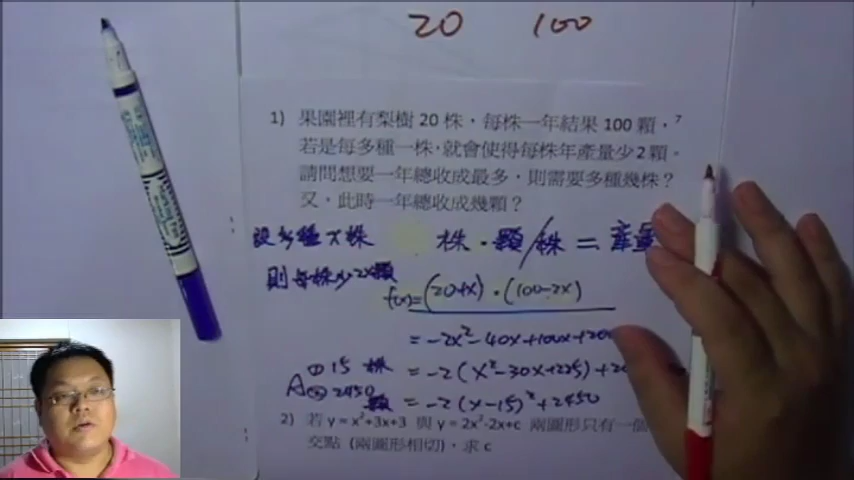 20 100
1) 果園裡有梨樹 20 株，每株一年結果 100 顆，
若是每多種一株，就會使得每株年產量少 2 顆。
請問想要一年總收成最多，則需要多種幾株？
又，此時一年總收成幾顆？
設多種 x 株 株 · 顆/株 = 產量
則每株少 2x 顆
f(x)= (20+x) · (100-2x)
= -2x²-40x+100x+200
A ① 15 株 = -2(x²-30x+225)+20
② 2450 顆 = -2(x-15)²+2450
2) 若 y = x²+3x+3 與 y = 2x²-2x+c 兩圖形只有一個
交點 (兩圖形相切)，求 c